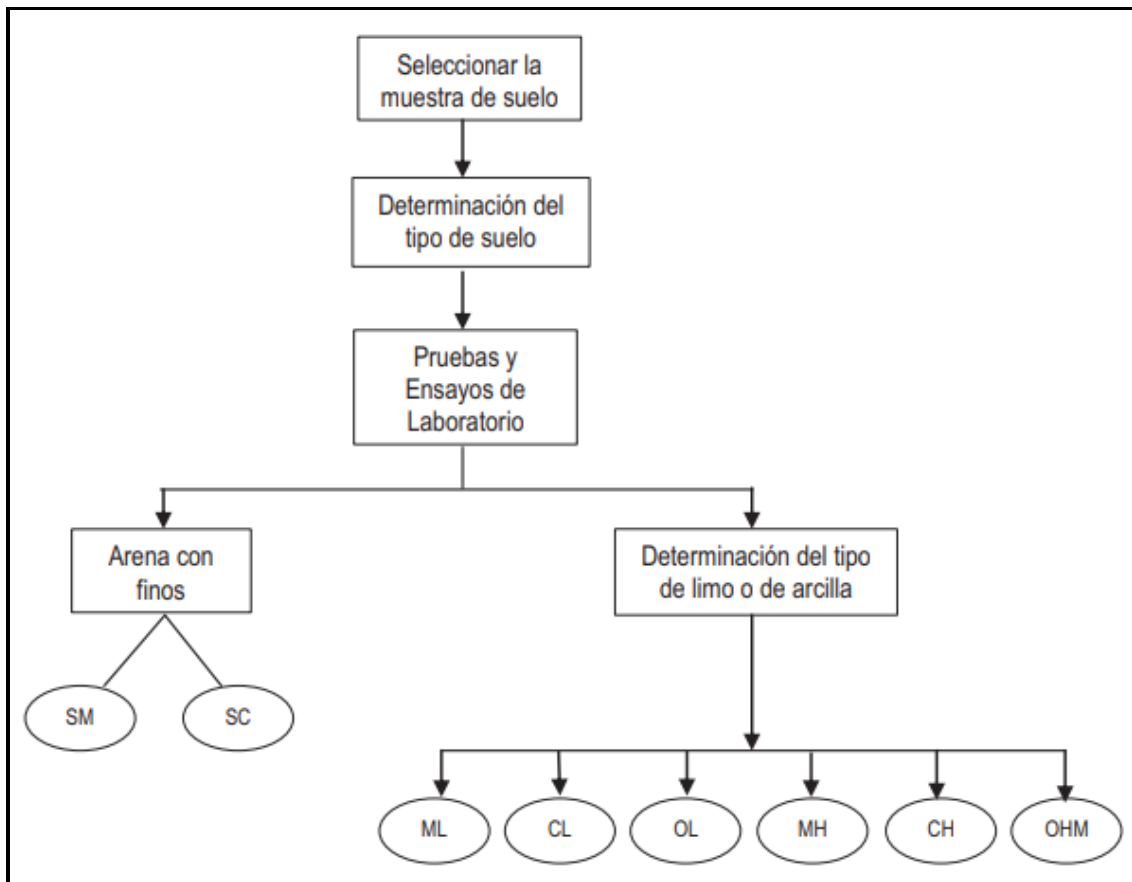 Seleccionar la
muestra de suelo
Determinación del
tipo de suelo
Pruebas y
Ensayos de
Laboratorio
Arena con
finos
Determinación del tipo
de limo o de arcilla
SM
SC
ML
CL
OL
MH
CH
OHM